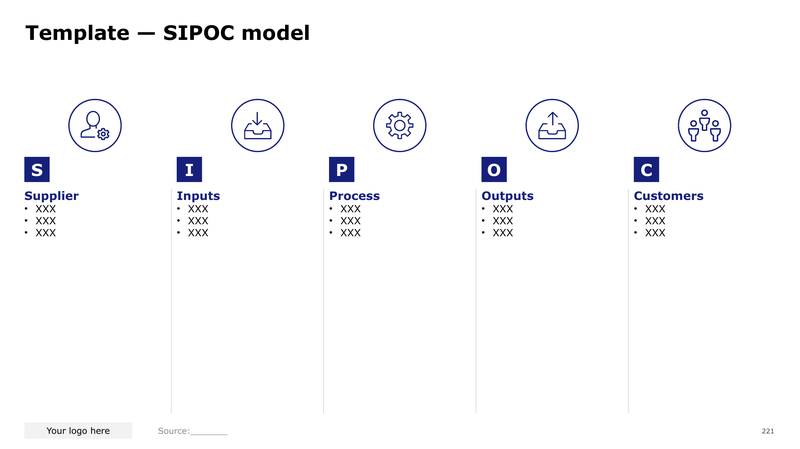 Template — SIPOC model
S
Supplier
• XXX
• XXX
• XXX
I
Inputs
• XXX
• XXX
• XXX
P
Process
• XXX
• XXX
• XXX
O
Outputs
• XXX
• XXX
• XXX
C
Customers
• XXX
• XXX
• XXX
Your logo here
Source:_______
221